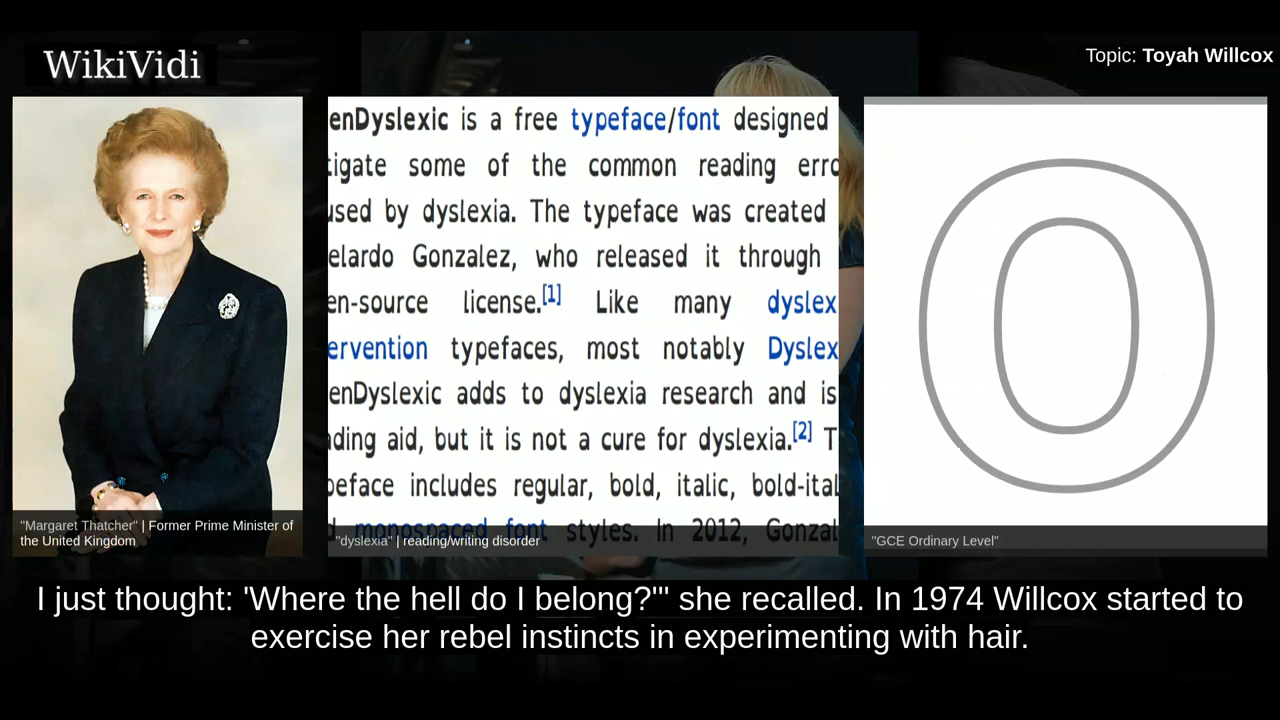 WikiVidi
Topic: Toyah Willcox
enDyslexic is a free typeface/font designed
tigate some of the common reading erro
used by dyslexia. The typeface was created
elardo Gonzalez, who released it through
en-source license.[1] Like many dyslex
ervention typefaces, most notably Dyslex
enDyslexic adds to dyslexia research and is
ading aid, but it is not a cure for dyslexia.[2] T
peface includes regular, bold, italic, bold-ital
d monospaced font styles. In 2012, Gonzal
O
"Margaret Thatcher" | Former Prime Minister of
the United Kingdom
"dyslexia" | reading/writing disorder
"GCE Ordinary Level"
I just thought: 'Where the hell do I belong?'" she recalled. In 1974 Willcox started to
exercise her rebel instincts in experimenting with hair.